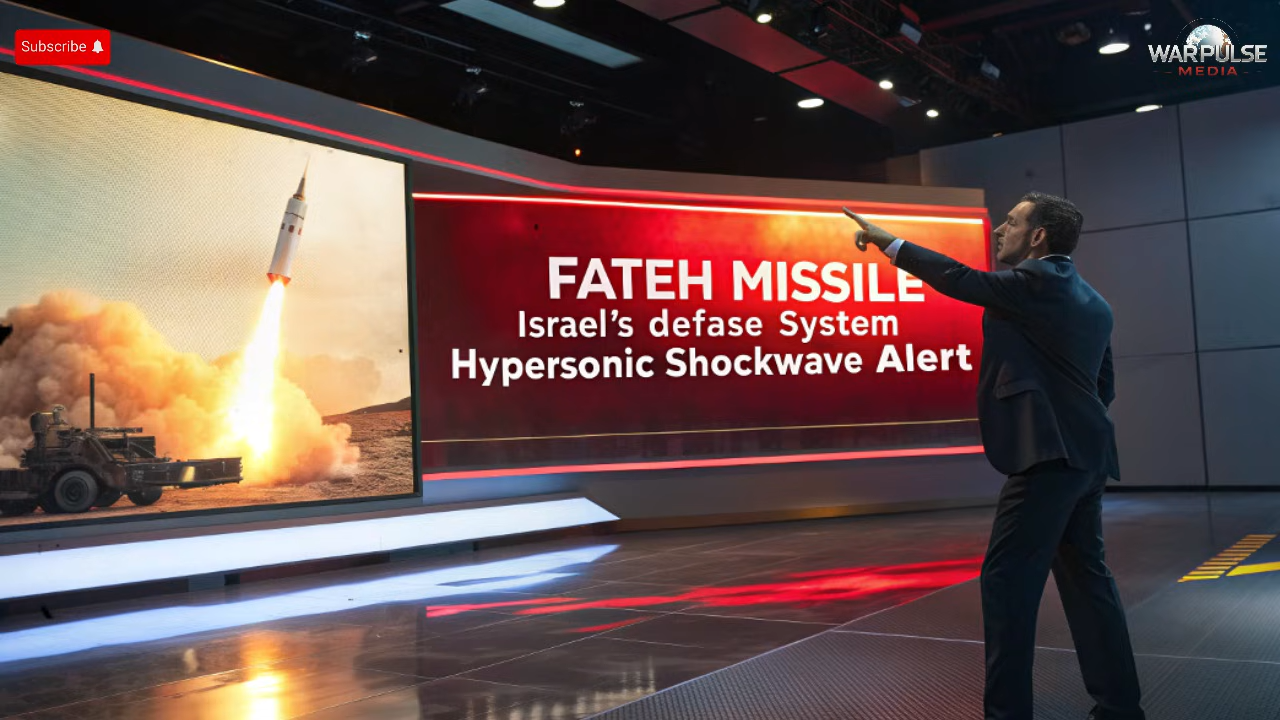 Subscribe
WARPULSE
MEDIA
FATEH MISSILE
Israel's defase System
Hypersonic Shockwave Alert